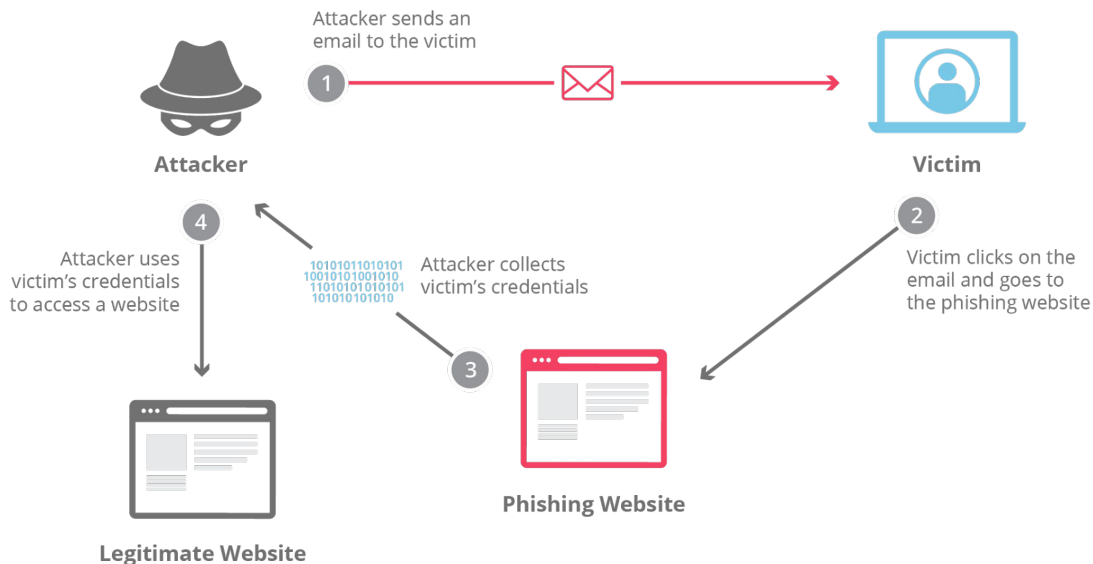 Attacker sends an
email to the victim
1
Attacker
Victim
2
Victim clicks on the
email and goes to
the phishing website
4
Attacker uses
victim’s credentials
to access a website
10101011010101
10010101001010
11010101010101
101010101010
Attacker collects
victim’s credentials
3
Phishing Website
Legitimate Website